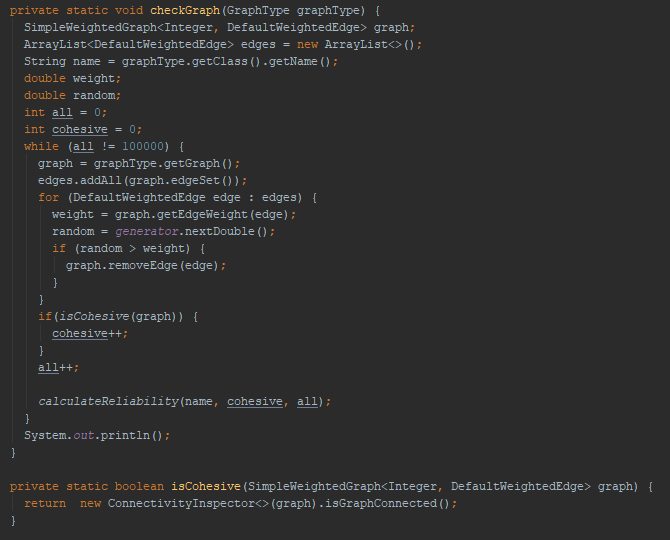 private static void checkGraph(GraphType graphType) {
  SimpleWeightedGraph<Integer, DefaultWeightedEdge> graph;
  ArrayList<DefaultWeightedEdge> edges = new ArrayList<>();
  String name = graphType.getClass().getName();
  double weight;
  double random;
  int all = 0;
  int cohesive = 0;
  while (all != 100000) {
    graph = graphType.getGraph();
    edges.addAll(graph.edgeSet());
    for (DefaultWeightedEdge edge : edges) {
      weight = graph.getEdgeWeight(edge);
      random = generator.nextDouble();
      if (random > weight) {
        graph.removeEdge(edge);
      }
    }
    if(isCohesive(graph)) {
      cohesive++;
    }
    all++;

    calculateReliability(name, cohesive, all);
  }
  System.out.println();
}

private static boolean isCohesive(SimpleWeightedGraph<Integer, DefaultWeightedEdge> graph) {
  return  new ConnectivityInspector<>(graph).isGraphConnected();
}